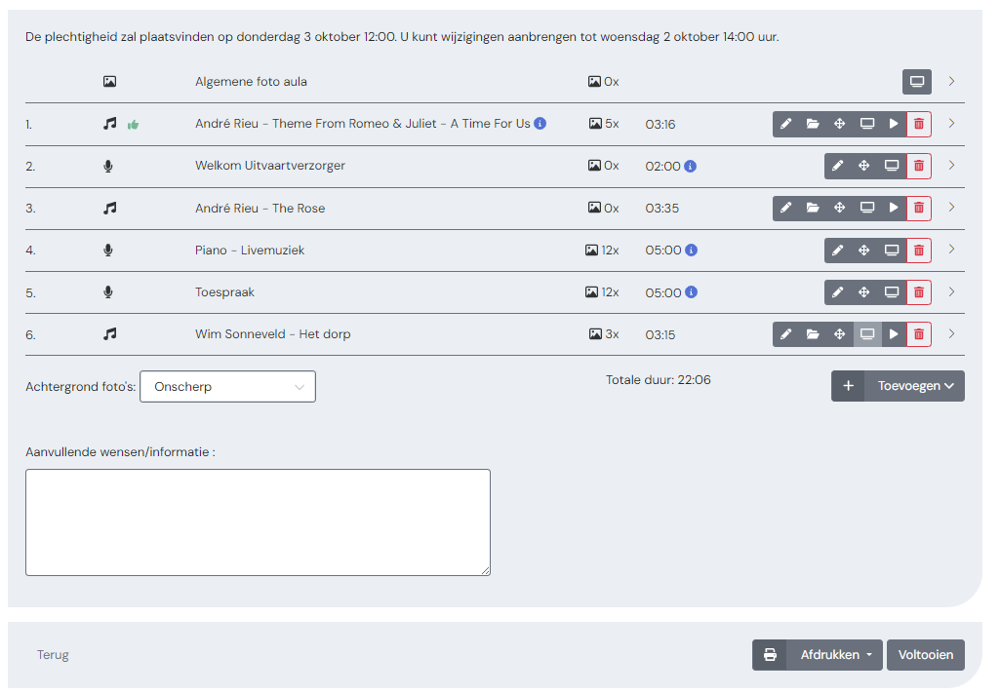 De plechtigheid zal plaatsvinden op donderdag 3 oktober 12:00. U kunt wijzigingen aanbrengen tot woensdag 2 oktober 14:00 uur.
Algemene foto aula 0x
1. André Rieu - Theme From Romeo & Juliet - A Time For Us 5x 03:16
2. Welkom Uitvaartverzorger 0x 02:00
3. André Rieu - The Rose 0x 03:35
4. Piano - Livemuziek 12x 05:00
5. Toespraak 12x 05:00
6. Wim Sonneveld - Het dorp 3x 03:15
Achtergrond foto's: Onscherp Totale duur: 22:06 + Toevoegen
Aanvullende wensen/informatie :
Terug Afdrukken Voltooien